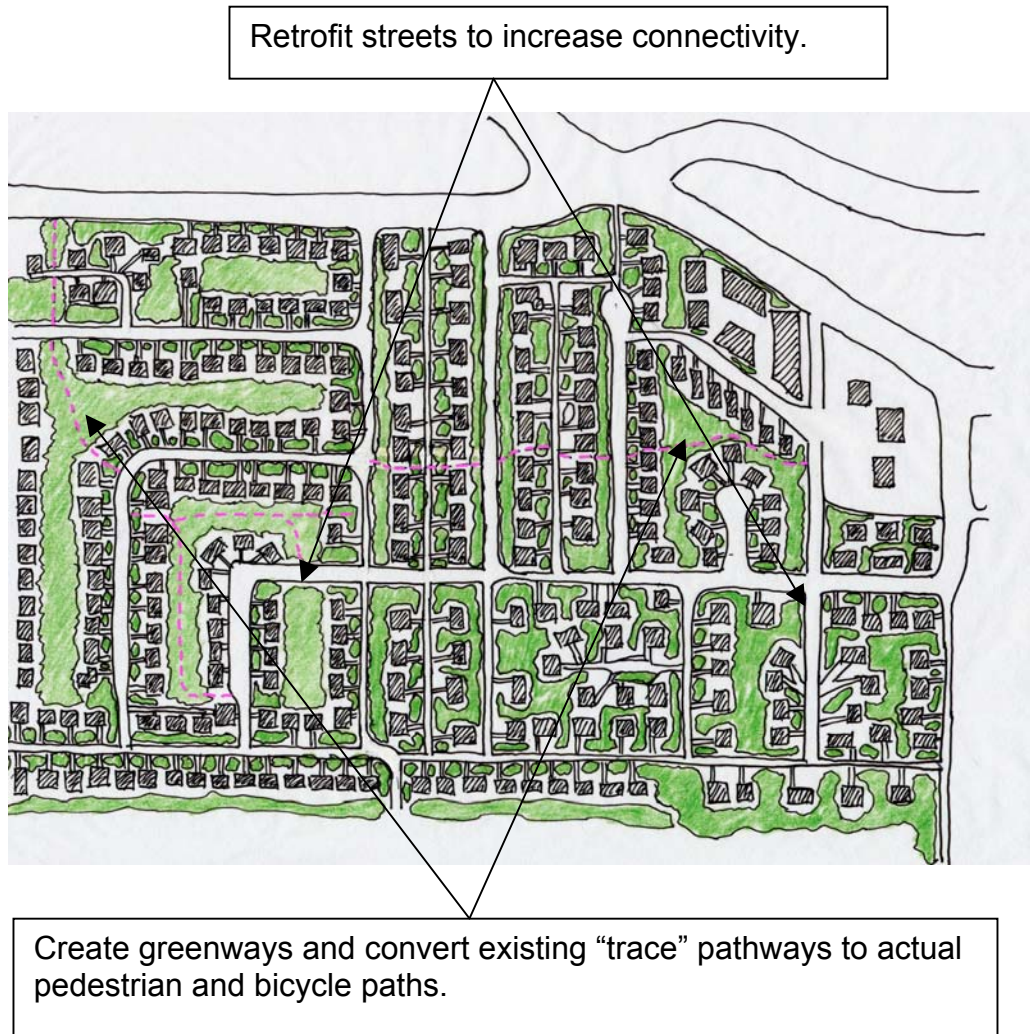 Retrofit streets to increase connectivity.
Create greenways and convert existing “trace” pathways to actual
pedestrian and bicycle paths.